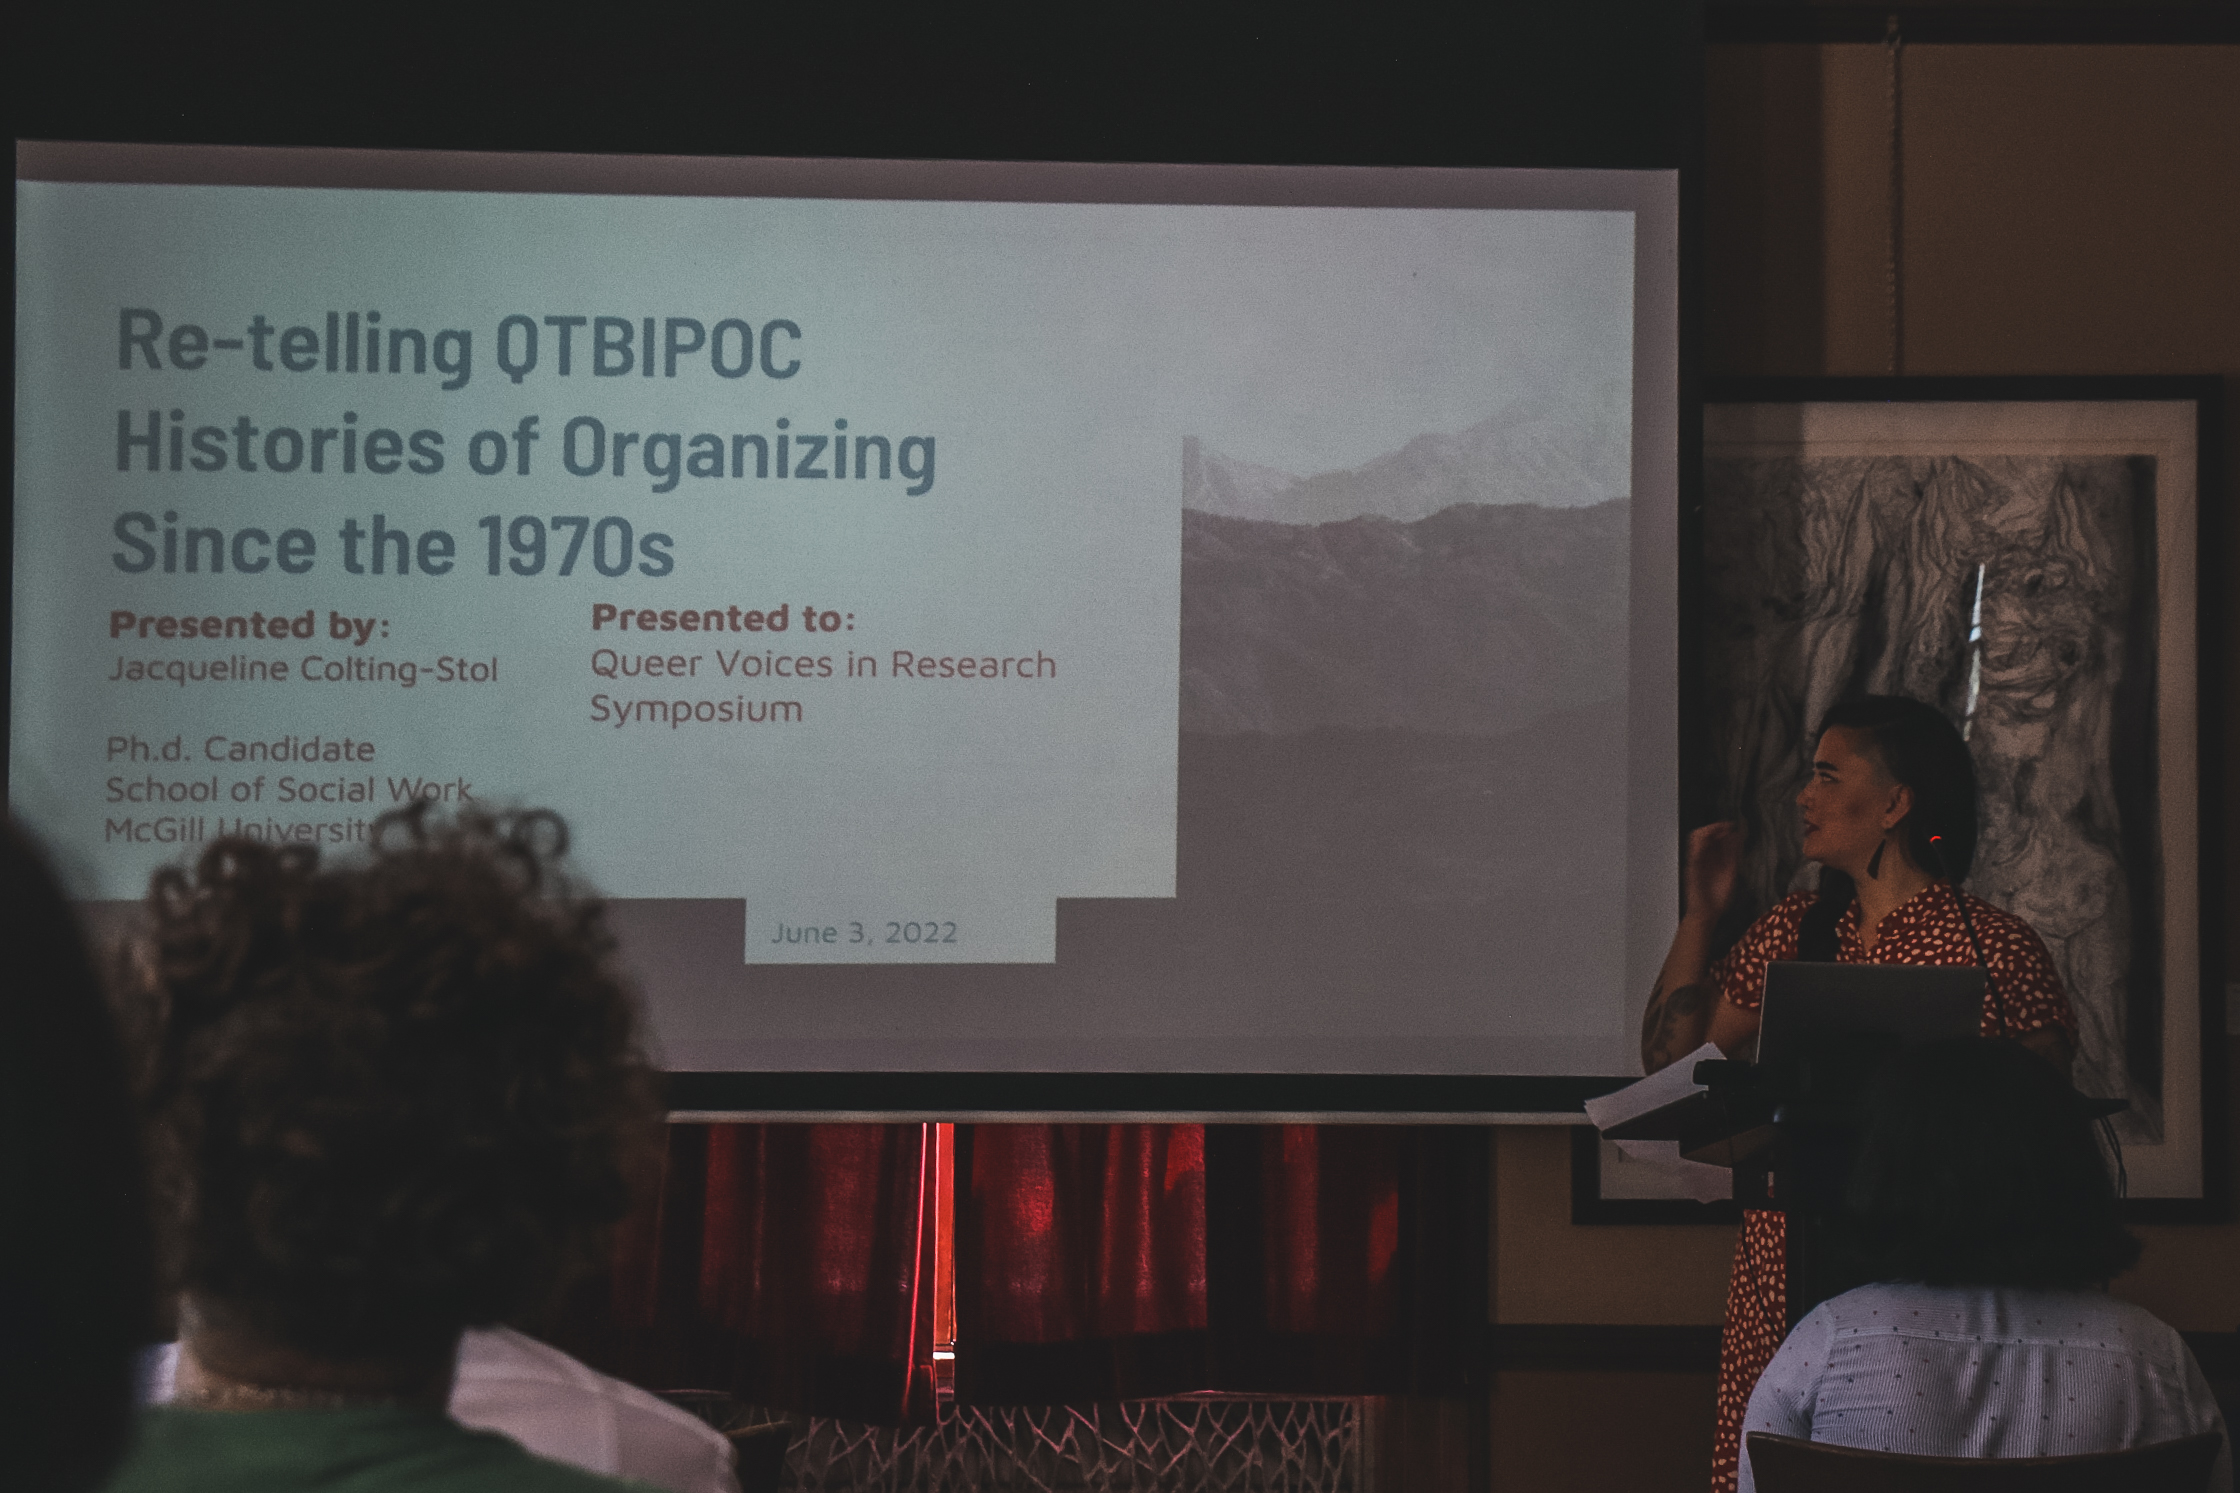 Re-telling QTBIPOC
Histories of Organizing
Since the 1970s
Presented by:
Jacqueline Colting-Stol
Ph.d. Candidate
School of Social Work
McGill University
Presented to:
Queer Voices in Research
Symposium
June 3, 2022